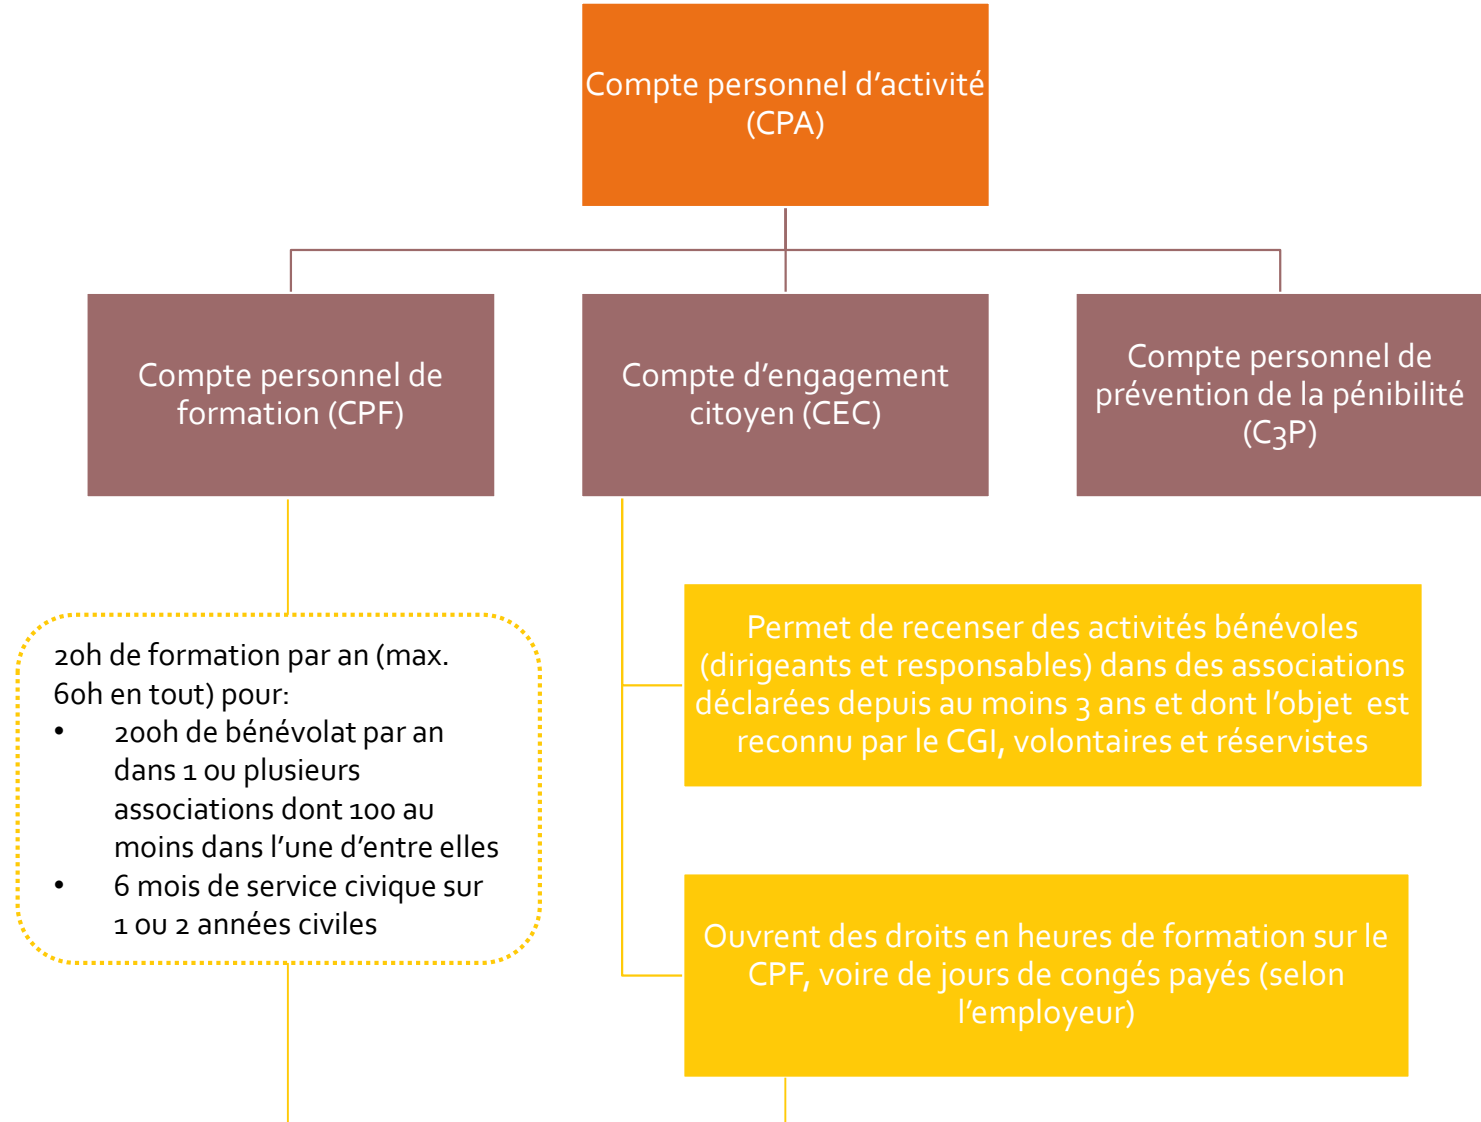 Compte personnel d’activité
(CPA)
Compte personnel de
formation (CPF)
Compte d’engagement
citoyen (CEC)
Compte personnel de
prévention de la pénibilité
(C3P)
20h de formation par an (max.
60h en tout) pour:
• 200h de bénévolat par an
dans 1 ou plusieurs
associations dont 100 au
moins dans l’une d’entre elles
• 6 mois de service civique sur
1 ou 2 années civiles
Permet de recenser des activités bénévoles
(dirigeants et responsables) dans des associations
déclarées depuis au moins 3 ans et dont l’objet est
reconnu par le CGI, volontaires et réservistes
Ouvrent des droits en heures de formation sur le
CPF, voire de jours de congés payés (selon
l’employeur)